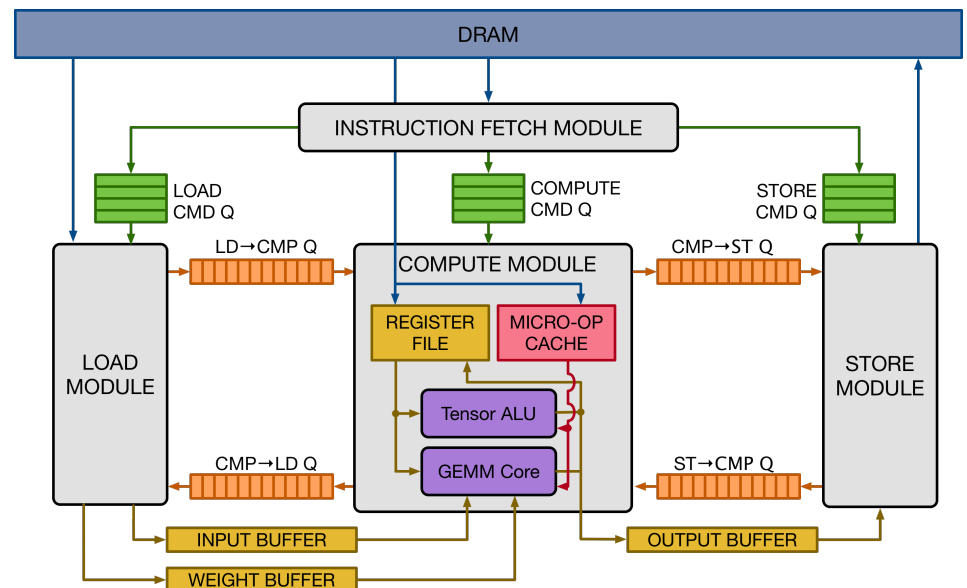 DRAM
INSTRUCTION FETCH MODULE
LOAD
CMD Q
COMPUTE
CMD Q
STORE
CMD Q
LD→CMP Q
COMPUTE MODULE
CMP→ST Q
REGISTER
FILE
MICRO-OP
CACHE
LOAD
MODULE
STORE
MODULE
Tensor ALU
GEMM Core
CMP→LD Q
ST→CMP Q
INPUT BUFFER
OUTPUT BUFFER
WEIGHT BUFFER